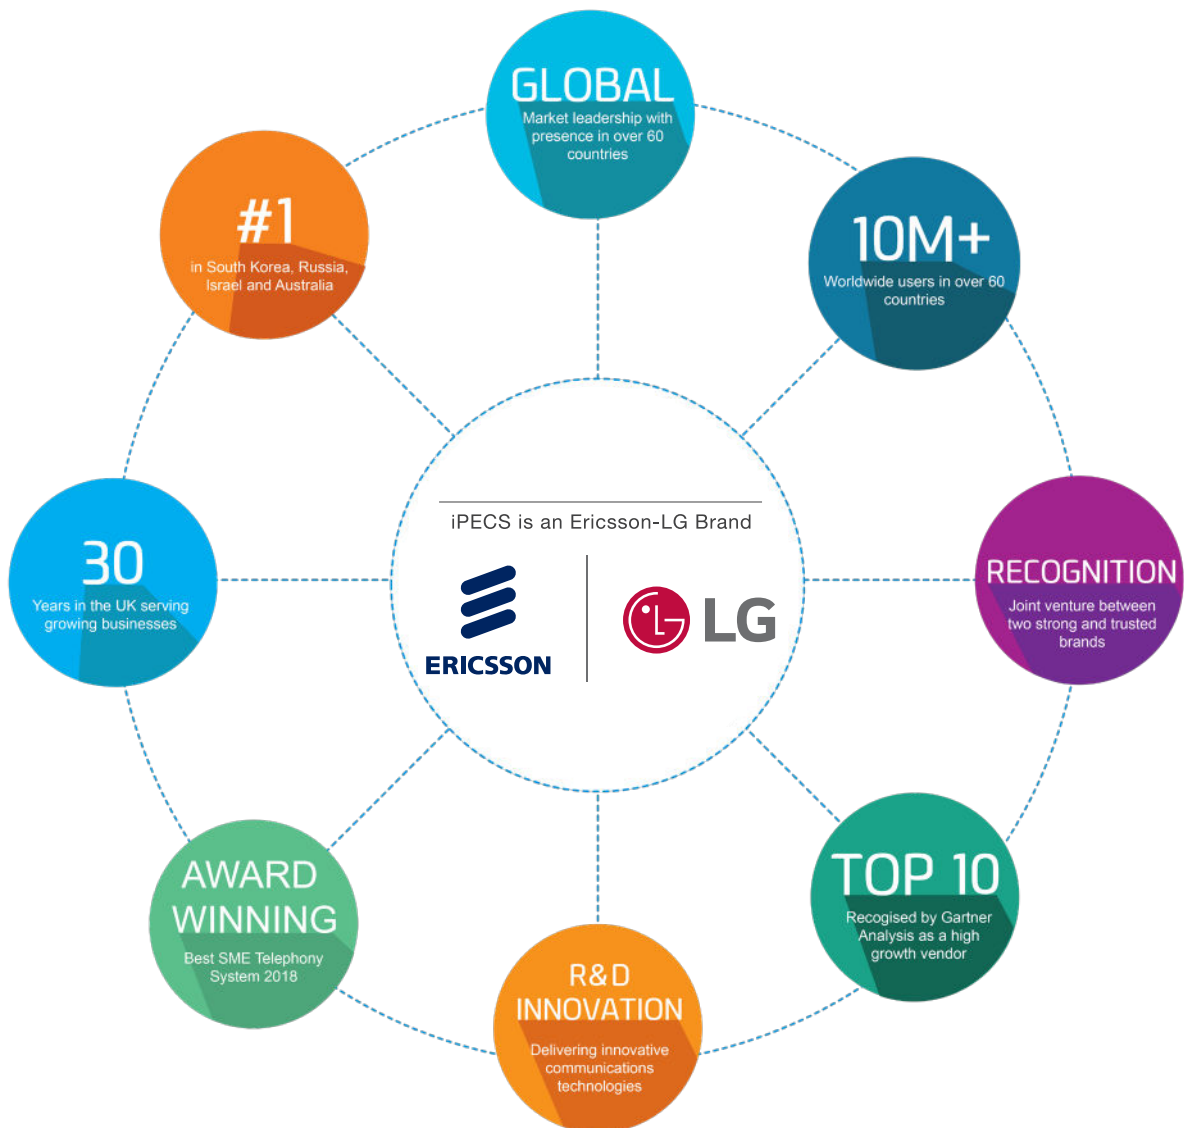 GLOBAL
Market leadership with
presence in over 60
countries
10M+
Worldwide users in over 60
countries
RECOGNITION
Joint venture between
two strong and trusted
brands
TOP 10
Recognised by Gartner
Analysis as a high
growth vendor
R&D
INNOVATION
Delivering innovative
communications
technologies
AWARD
WINNING
Best SME Telephony
System 2018
30
Years in the UK serving
growing businesses
#1
in South Korea, Russia,
Israel and Australia
iPECS is an Ericsson-LG Brand
ERICSSON
LG